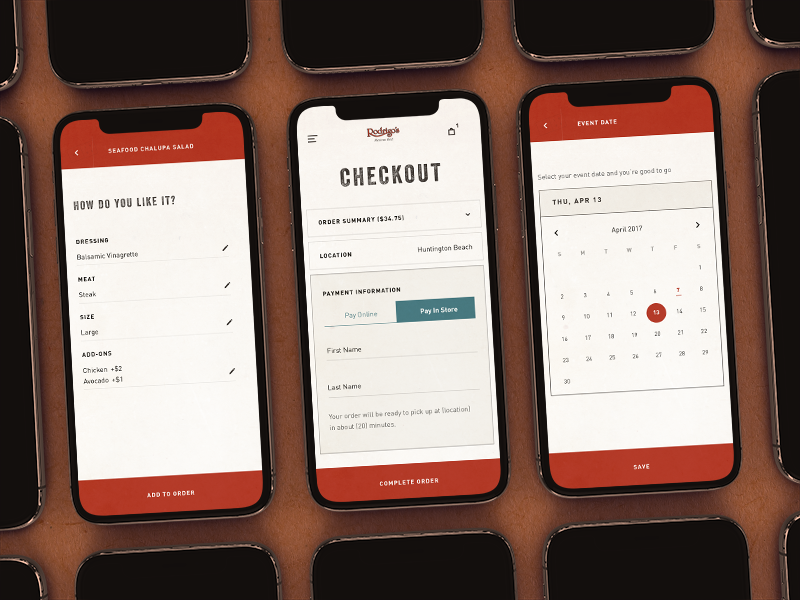 SEAFOOD CHALUPA SALAD
HOW DO YOU LIKE IT?
DRESSING
Balsamic Vinagrette
MEAT
Steak
SIZE
Large
ADD-ONS
Chicken +$2
Avocado +$1
ADD TO ORDER
Rodrigo's
1
CHECKOUT
ORDER SUMMARY ($34.75)
LOCATION Huntington Beach
PAYMENT INFORMATION
Pay Online Pay In Store
First Name
Last Name
Your order will be ready to pick up at [location]
in about [20] minutes.
COMPLETE ORDER
EVENT DATE
Select your event date and you're good to go
THU, APR 13
April 2017
S M T W T F S
1
2 3 4 5 6 7 8
9 10 11 12 13 14 15
16 17 18 19 20 21 22
23 24 25 26 27 28 29
30
SAVE